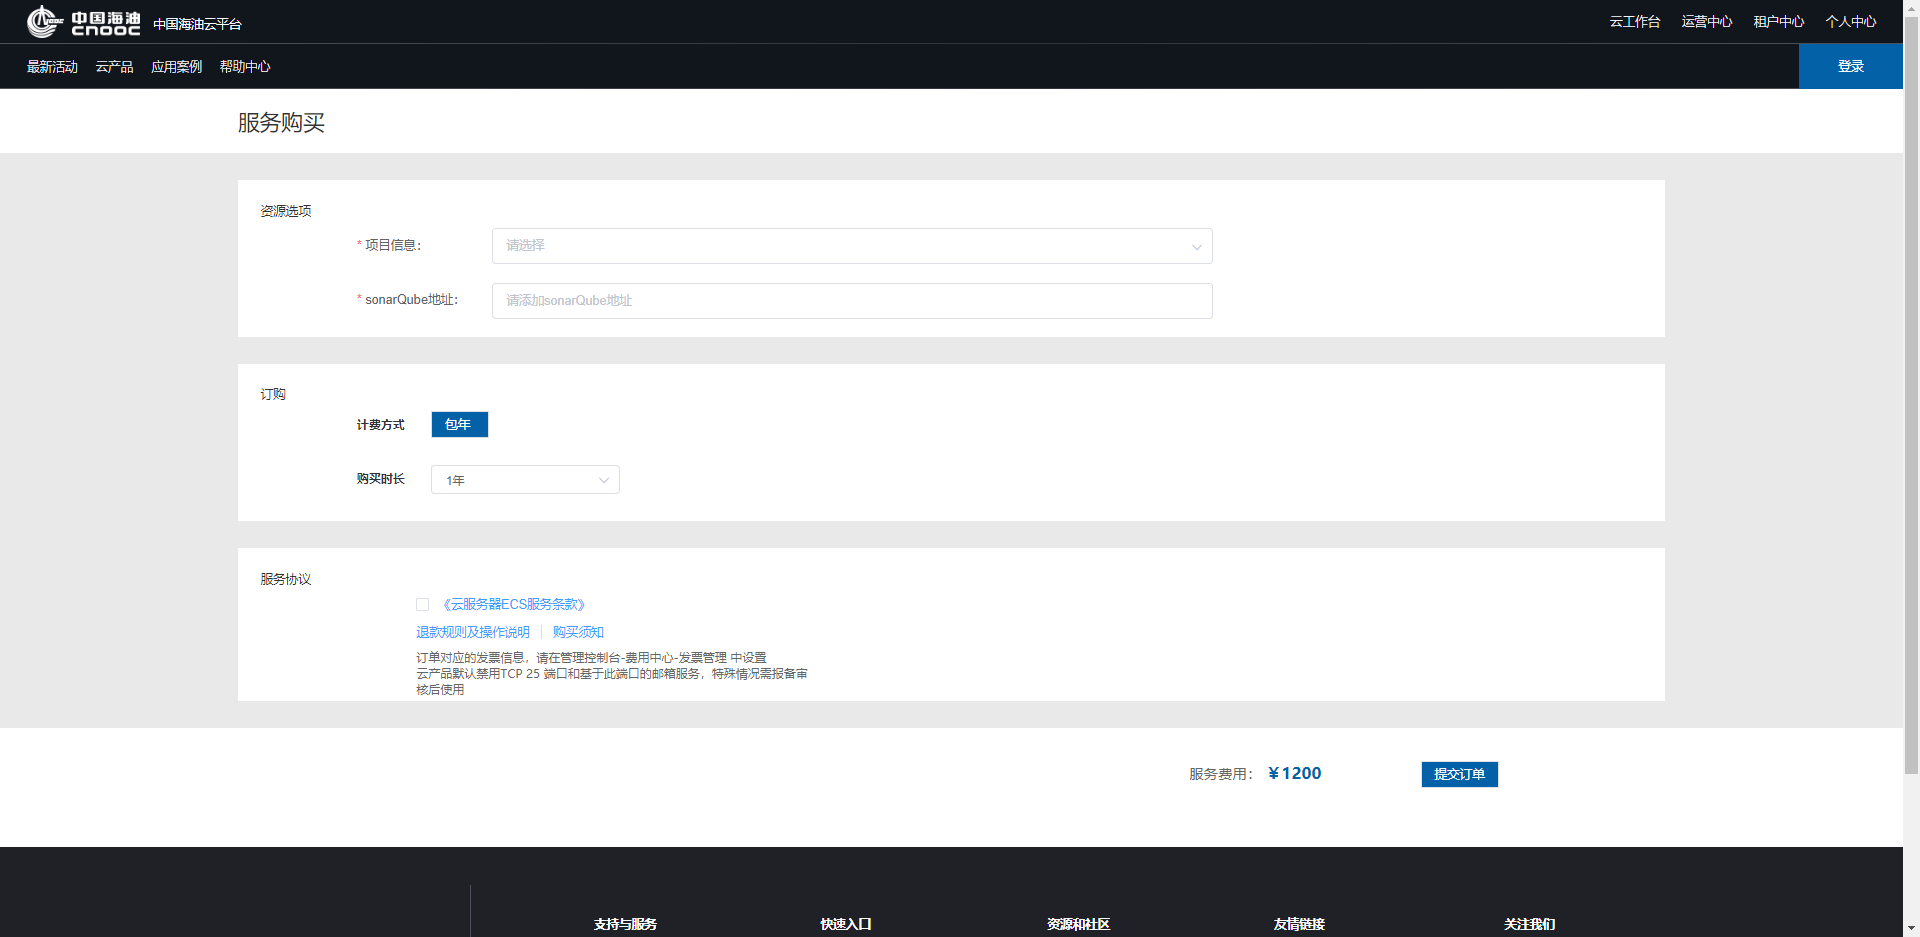 中国海油
CNOOC
中国海油云平台
云工作台 运营中心 租户中心 个人中心
最新活动 云产品 应用案例 帮助中心
登录
服务购买
资源选项
* 项目信息：
请选择
* sonarQube地址：
请添加sonarQube地址
订购
计费方式
包年
购买时长
1年
服务协议
《云服务器ECS服务条款》
退款规则及操作说明 购买须知
订单对应的发票信息，请在管理控制台-费用中心-发票管理 中设置
云产品默认禁用TCP 25 端口和基于此端口的邮箱服务，特殊情况需报备审
核后使用
服务费用： ¥1200
提交订单
支持与服务 快速入口 资源和社区 友情链接 关注我们